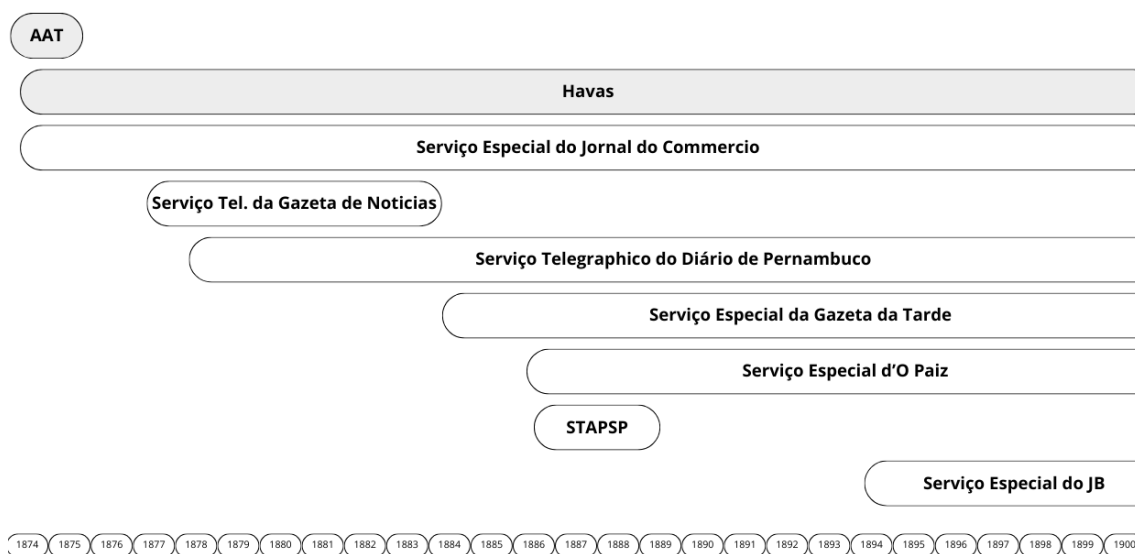 AAT
Havas
Serviço Especial do Jornal do Commercio
Serviço Tel. da Gazeta de Noticias
Serviço Telegraphico do Diário de Pernambuco
Serviço Especial da Gazeta da Tarde
Serviço Especial d’O Paiz
STAPSP
Serviço Especial do JB
1874 1875 1876 1877 1878 1879 1880 1881 1882 1883 1884 1885 1886 1887 1888 1889 1890 1891 1892 1893 1894 1895 1896 1897 1898 1899 1900